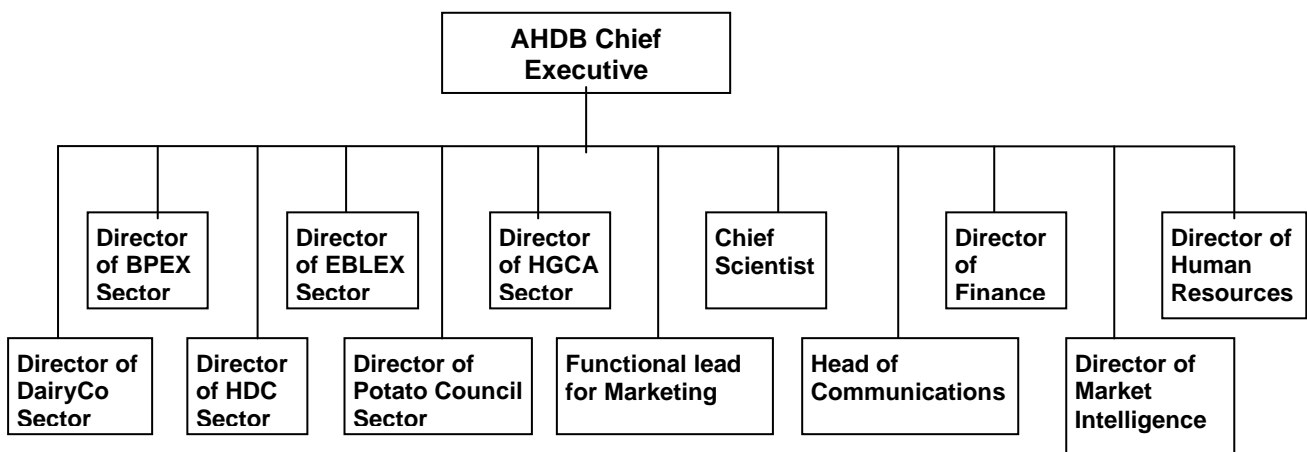 AHDB Chief
Executive
Director
of BPEX
Sector
Director
of EBLEX
Sector
Director
of HGCA
Sector
Chief
Scientist
Director
of
Finance
Director of
Human
Resources
Director of
DairyCo
Sector
Director
of HDC
Sector
Director of
Potato Council
Sector
Functional lead
for Marketing
Head of
Communications
Director of
Market
Intelligence